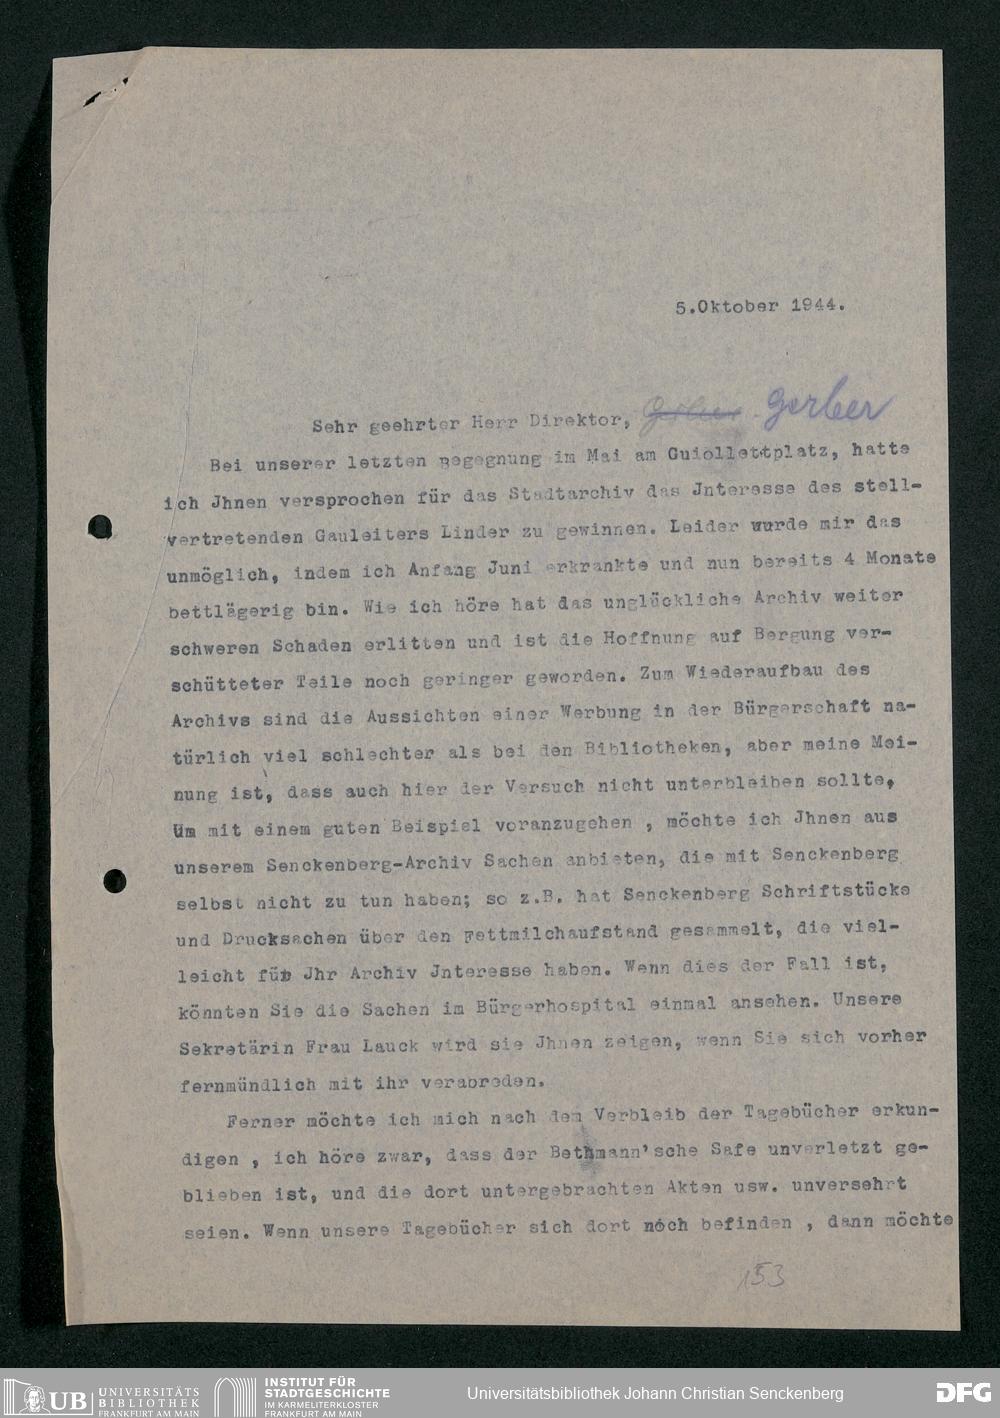 5.Oktober 1944.
Sehr geehrter Herr Direktor, Gerber
Bei unserer letzten Begegnung im Mai am Guiollettplatz, hatte
ich Jhnen versprochen für das Stadtarchiv das Jnteresse des stell-
vertretenden Gauleiters Linder zu gewinnen. Leider wurde mir das
unmöglich, indem ich Anfang Juni erkrankte und nun bereits 4 Monate
bettlägerig bin. Wie ich höre hat das unglückliche Archiv weiter
schweren Schaden erlitten und ist die Hoffnung auf Bergung ver-
schütteter Teile noch geringer geworden. Zum Wiederaufbau des
Archivs sind die Aussichten einer Werbung in der Bürgerschaft na-
türlich viel schlechter als bei den Bibliotheken, aber meine Mei-
nung ist, dass auch hier der Versuch nicht unterbleiben sollte,
Um mit einem guten Beispiel voranzugehen , möchte ich Jhnen aus
unserem Senckenberg-Archiv Sachen anbieten, die mit Senckenberg
selbst nicht zu tun haben; so z.B. hat Senckenberg Schriftstücke
und Drucksachen über den Fettmilchaufstand gesammelt, die viel-
leicht für Jhr Archiv Jnteresse haben. Wenn dies der Fall ist,
könnten Sie die Sachen im Bürgerhospital einmal ansehen. Unsere
Sekretärin Frau Lauck wird sie Jhnen zeigen, wenn Sie sich vorher
fernmündlich mit ihr verabreden.
Ferner möchte ich mich nach dem Verbleib der Tagebücher erkun-
digen , ich höre zwar, dass der Bethmann'sche Safe unverletzt ge-
blieben ist, und die dort untergebrachten Akten usw. unversehrt
seien. Wenn unsere Tagebücher sich dort noch befinden , dann möchte
153
UB UNIVERSITÄTS
BIBLIOTHEK
FRANKFURT AM MAIN
INSTITUT FÜR
STADTGESCHICHTE
IM KARMELITERKLOSTER
FRANKFURT AM MAIN
Universitätsbibliothek Johann Christian Senckenberg
DFG